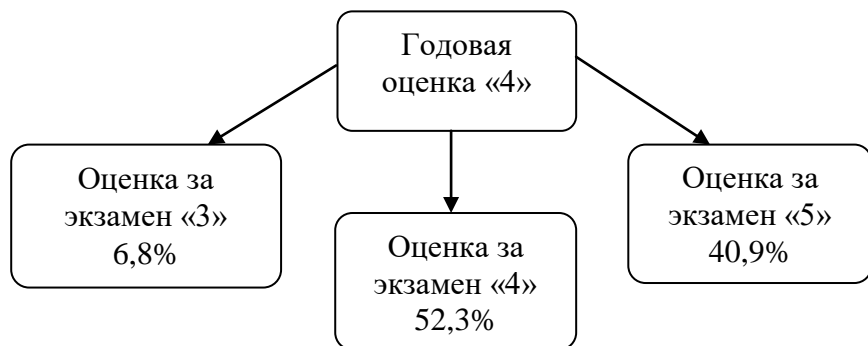 Годовая
оценка «4»
Оценка за
экзамен «3»
6,8%
Оценка за
экзамен «4»
52,3%
Оценка за
экзамен «5»
40,9%